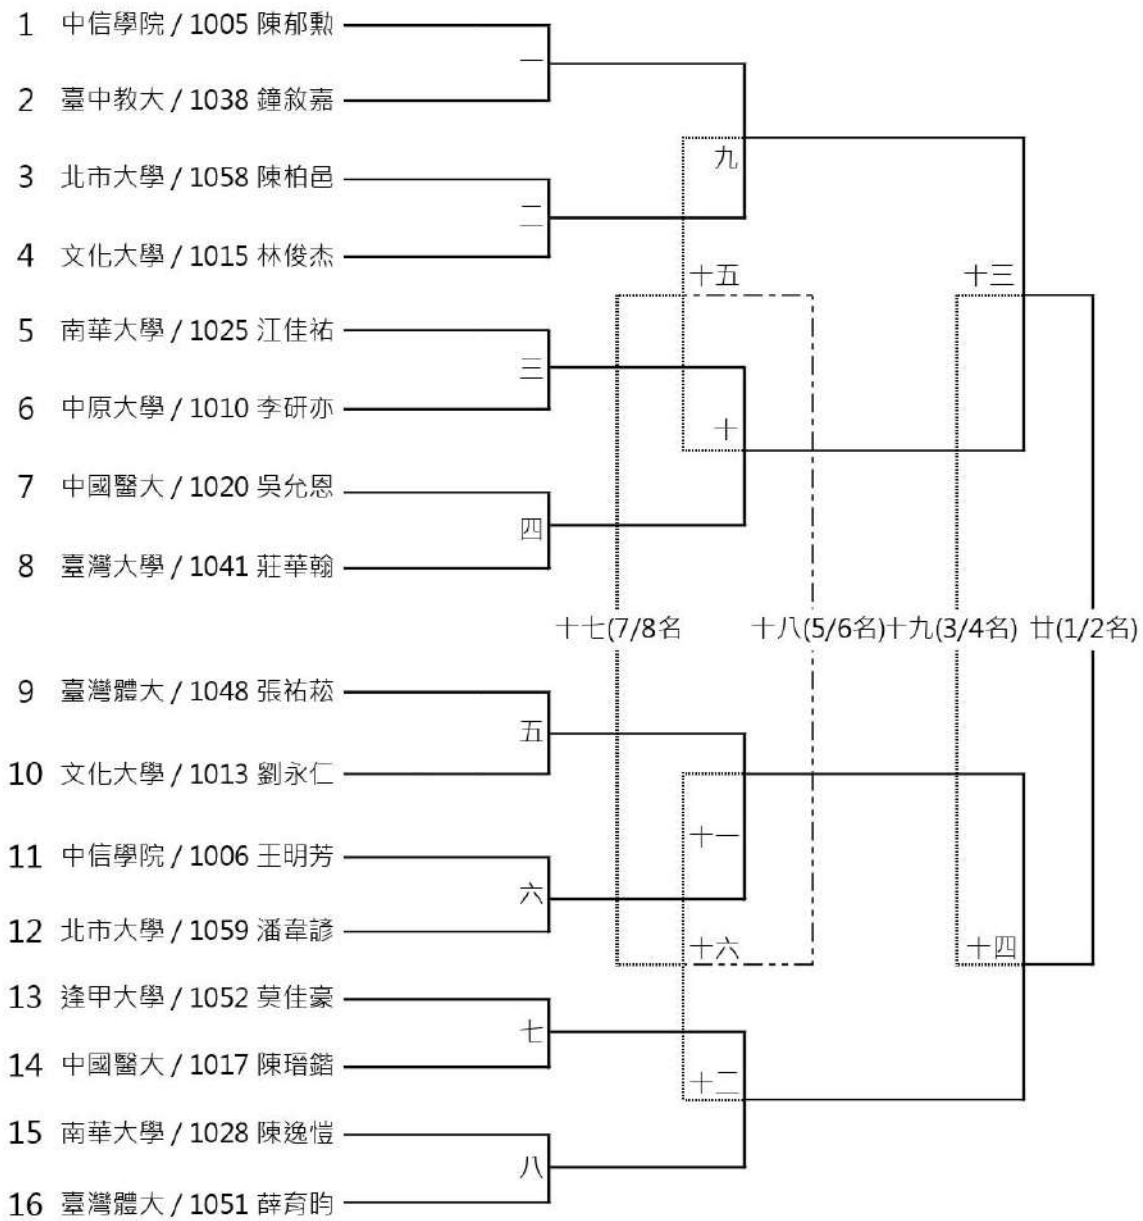 1 中信學院 / 1005 陳郁勳
一
2 臺中教大 / 1038 鐘敘嘉
九
3 北市大學 / 1058 陳柏邑
二
4 文化大學 / 1015 林俊杰
十五 十三
5 南華大學 / 1025 江佳祐
三
6 中原大學 / 1010 李研亦
十
7 中國醫大 / 1020 吳允恩
四
8 臺灣大學 / 1041 莊華翰
十七(7/8名 十八(5/6名)十九(3/4名) 廿(1/2名)
9 臺灣體大 / 1048 張祐菘
五
10 文化大學 / 1013 劉永仁
十一
11 中信學院 / 1006 王明芳
六
12 北市大學 / 1059 潘韋諺
十六 十四
13 逢甲大學 / 1052 莫佳豪
七
14 中國醫大 / 1017 陳瑨鍇
十二
15 南華大學 / 1028 陳逸愷
八
16 臺灣體大 / 1051 薛育昀